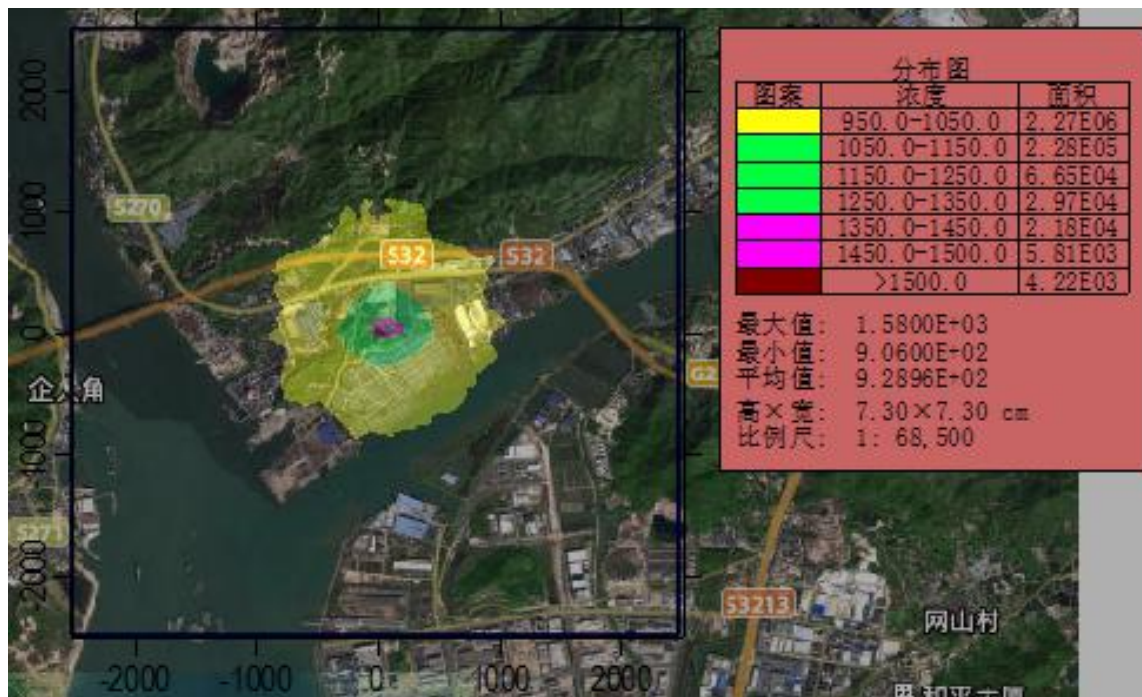 2000
1000
0
-1000
-2000
-2000
-1000
0
1000
2000
S270
S32
S32
S3213
网山村
分布图
图案 浓度 面积
950.0-1050.0 2.27E06
1050.0-1150.0 2.28E05
1150.0-1250.0 6.65E04
1250.0-1350.0 2.97E04
1350.0-1450.0 2.18E04
1450.0-1500.0 5.81E03
>1500.0 4.22E03
最大值: 1.5800E+03
最小值: 9.0600E+02
平均值: 9.2896E+02
高×宽: 7.30×7.30 cm
比例尺: 1: 68,500